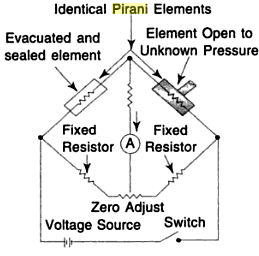 Identical Pirani Elements
Evacuated and
sealed element
Element Open to
Unknown Pressure
Fixed
Resistor
A
Fixed
Resistor
Zero Adjust
Voltage Source
Switch